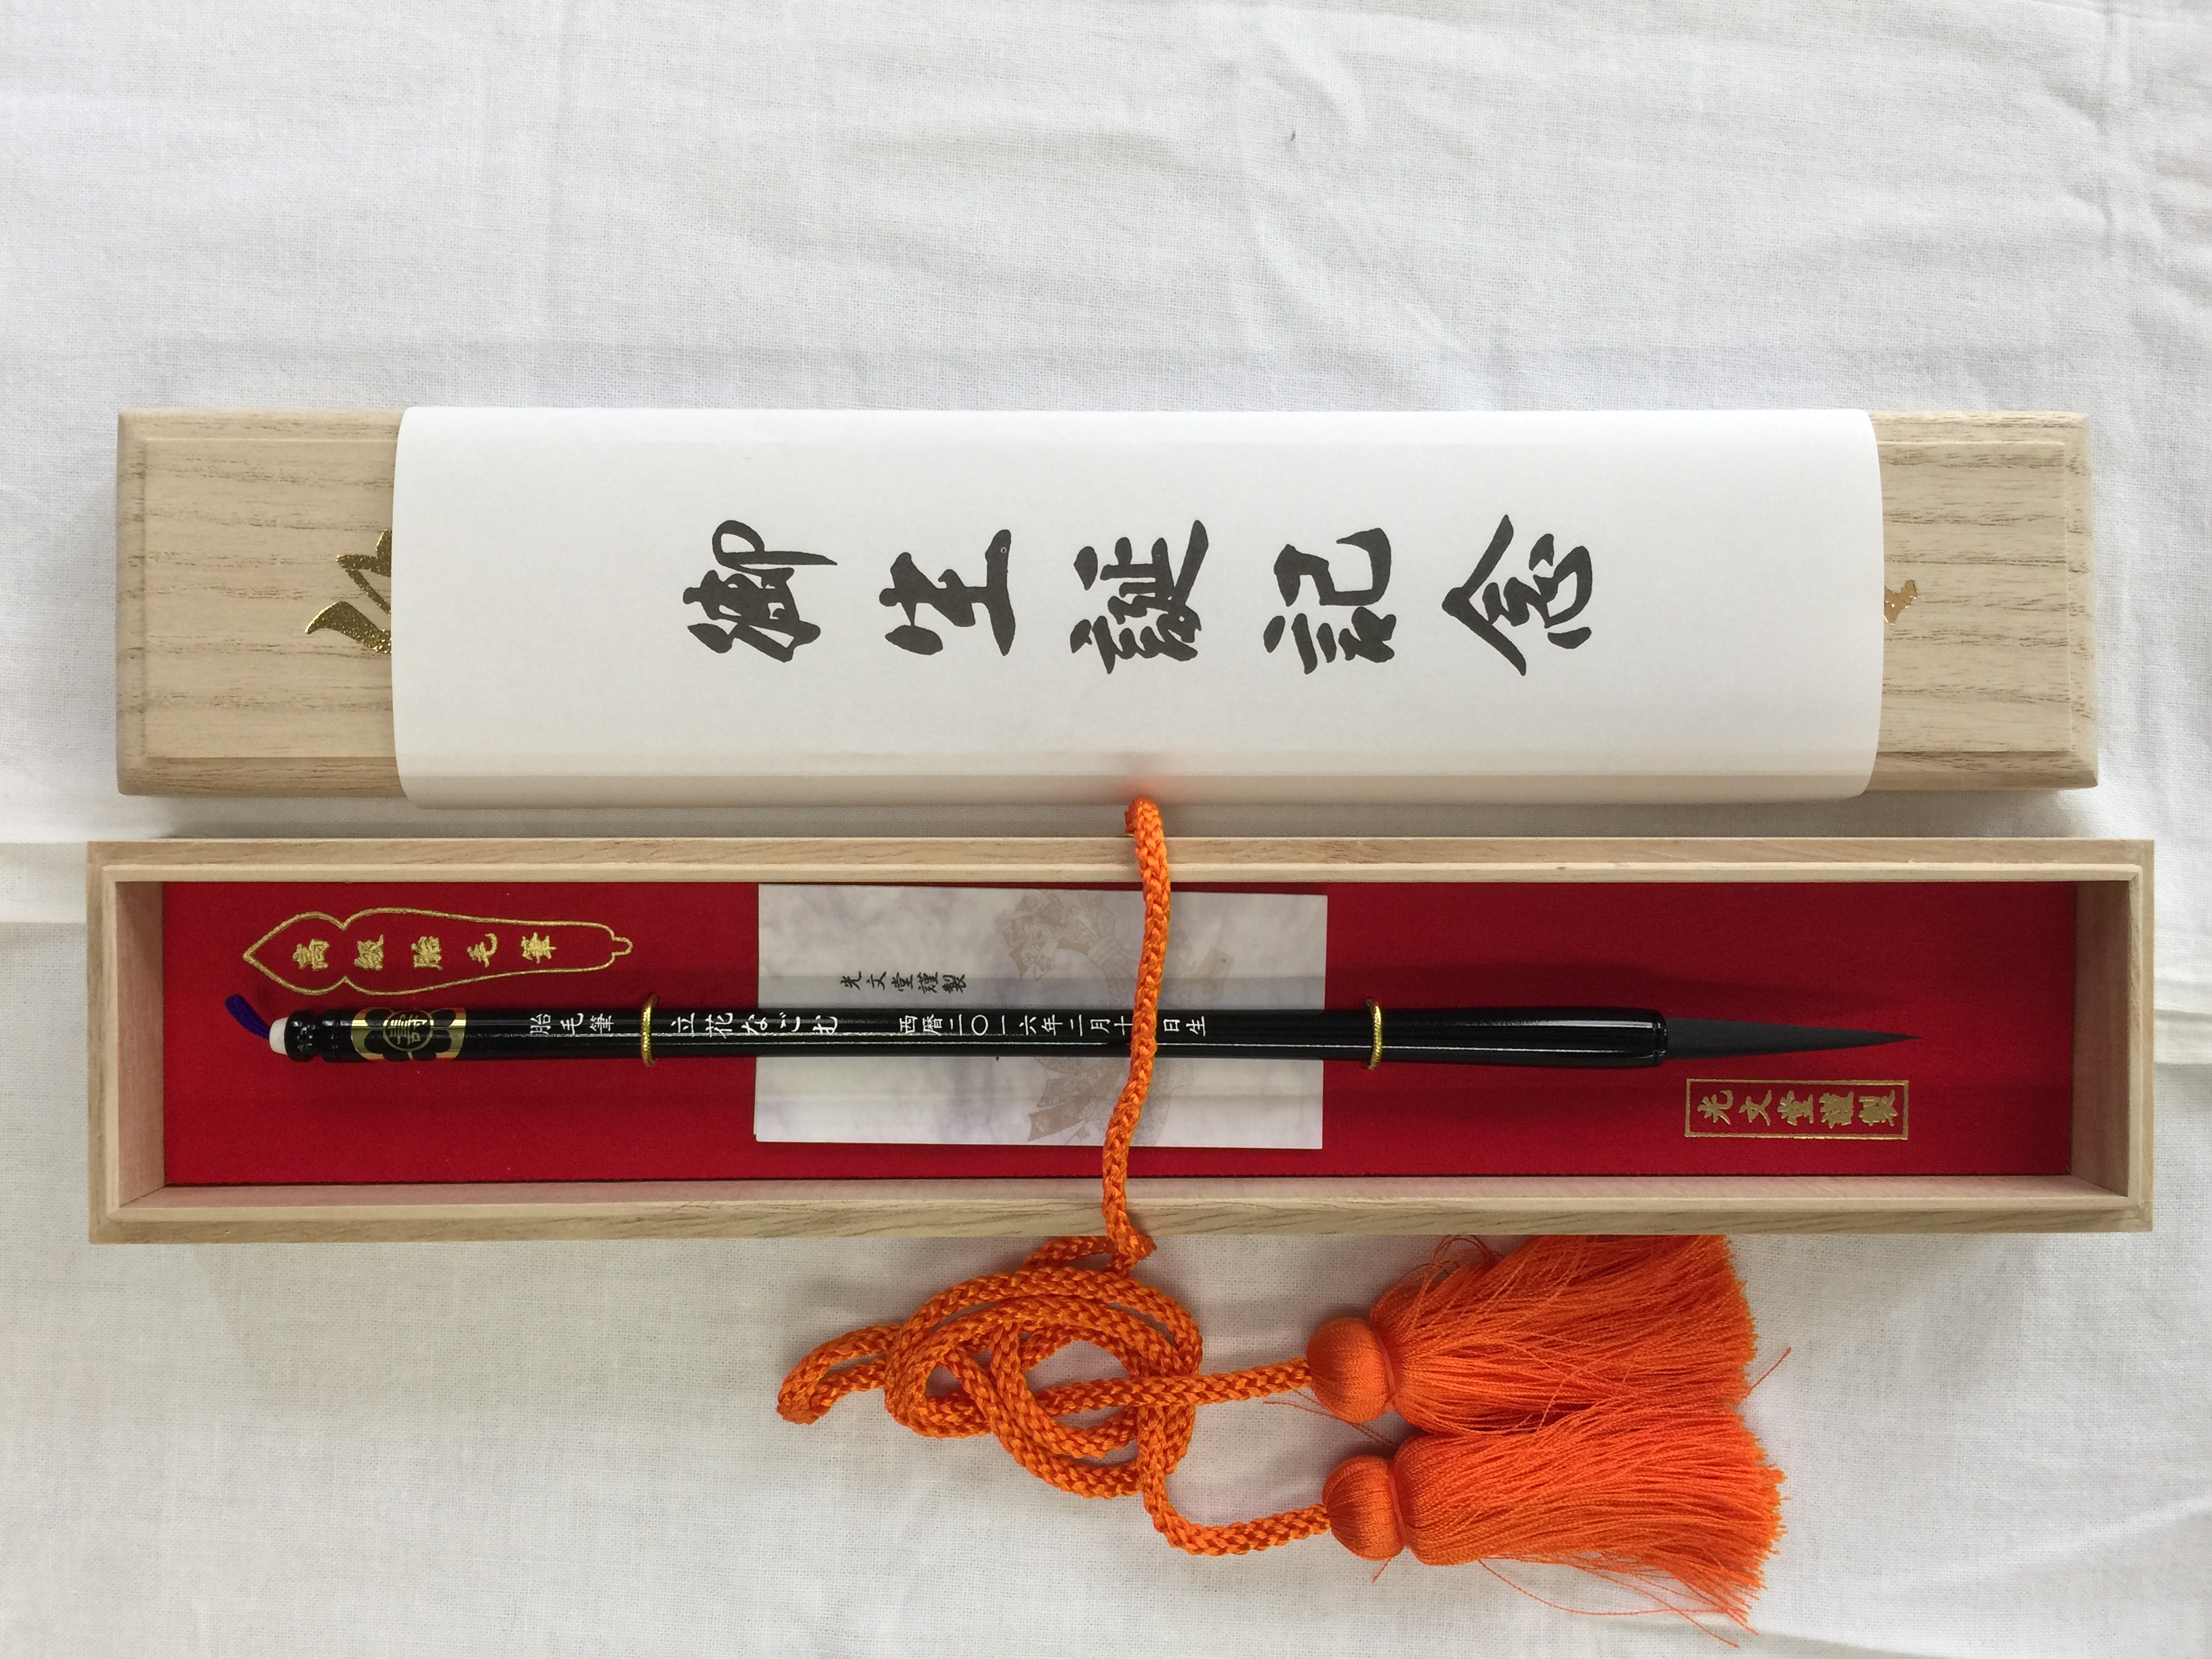 高級胎毛筆
壽
胎毛筆 立花なごむ 西暦二〇一六年二月十 日生
光文堂謹製
光文堂謹製
御生誕記念